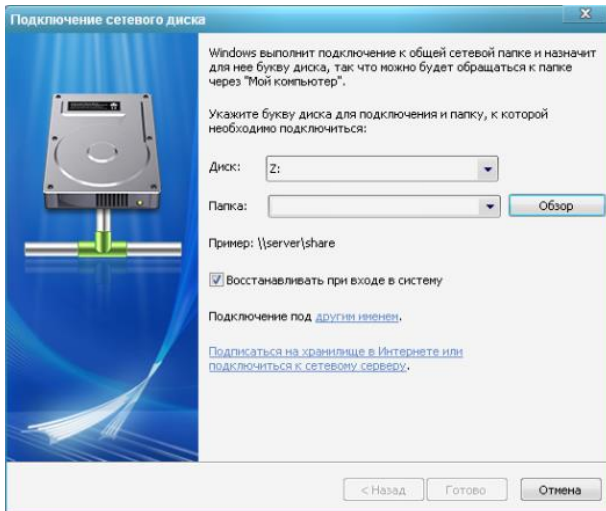 Подключение сетевого диска
Windows выполнит подключение к общей сетевой папке и назначит
для нее букву диска, так что можно будет обращаться к папке
через "Мой компьютер".
Укажите букву диска для подключения и папку, к которой
необходимо подключиться:
Диск: Z:
Папка: Обзор
Пример: \\server\share
Восстанавливать при входе в систему
Подключение под другим именем.
Подписаться на хранилище в Интернете или
подключиться к сетевому серверу.
< Назад Готово Отмена